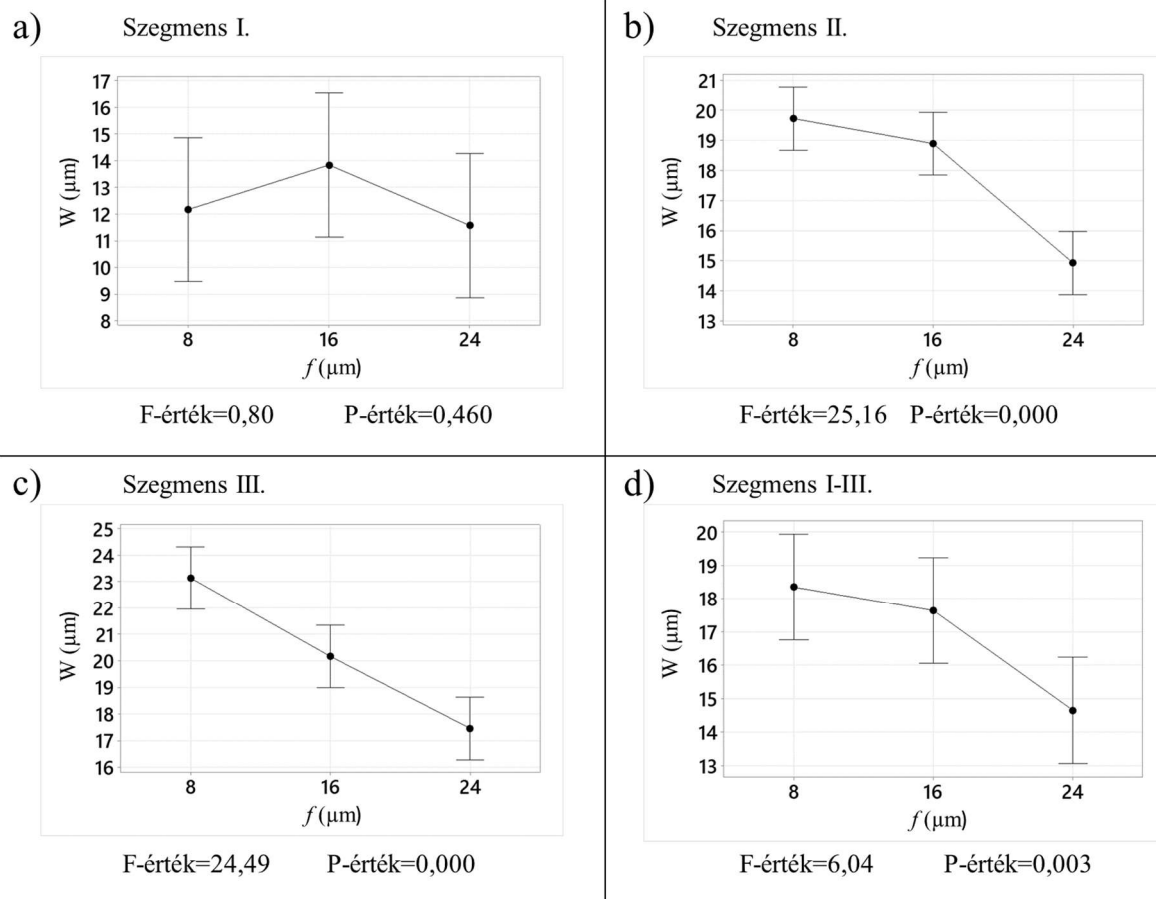 a) Szegmens I.
17
16
15
14
13
12
11
10
9
8
W (µm)
8 16 24
f (µm)
F-érték=0,80 P-érték=0,460
b) Szegmens II.
21
20
19
18
17
16
15
14
13
W (µm)
8 16 24
f (µm)
F-érték=25,16 P-érték=0,000
c) Szegmens III.
25
24
23
22
21
20
19
18
17
16
W (µm)
8 16 24
f (µm)
F-érték=24,49 P-érték=0,000
d) Szegmens I-III.
20
19
18
17
16
15
14
13
W (µm)
8 16 24
f (µm)
F-érték=6,04 P-érték=0,003